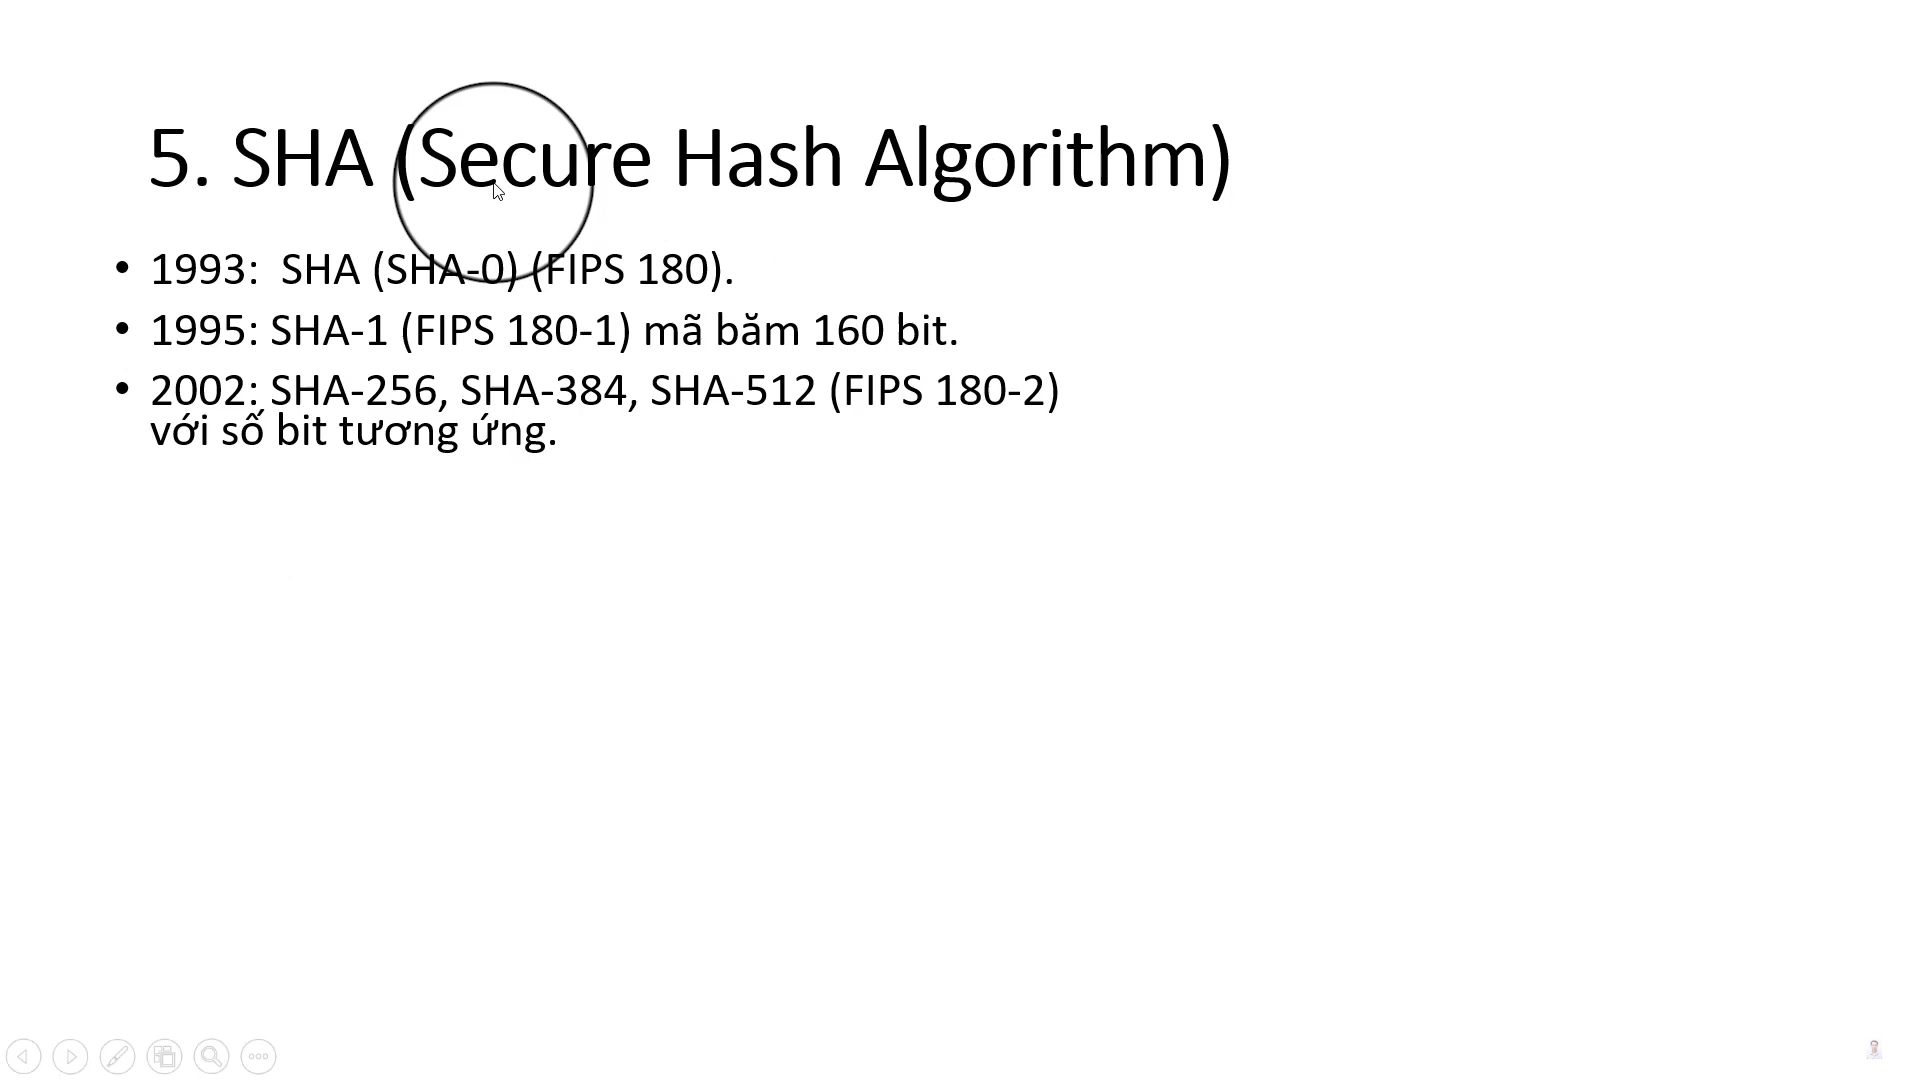 5. SHA (Secure Hash Algorithm)
• 1993:  SHA (SHA-0) (FIPS 180).
• 1995: SHA-1 (FIPS 180-1) mã băm 160 bit.
• 2002: SHA-256, SHA-384, SHA-512 (FIPS 180-2)
với số bit tương ứng.